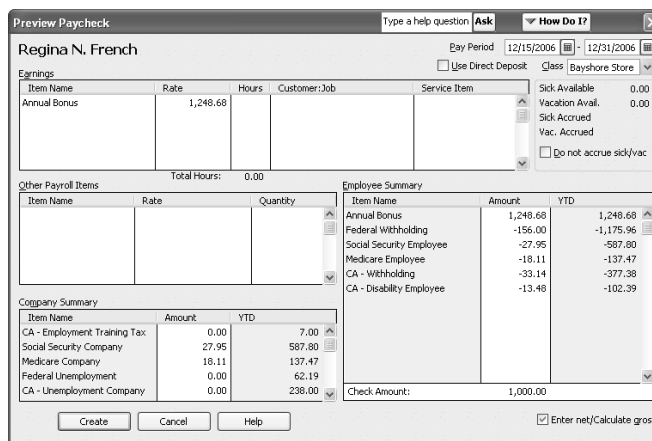 Preview Paycheck
Type a help question Ask
How Do I?
Regina N. French
Pay Period 12/15/2006 - 12/31/2006
Use Direct Deposit Class Bayshore Store
Earnings
Item Name Rate Hours Customer:Job Service Item
Annual Bonus 1,248.68
Total Hours: 0.00
Sick Available 0.00
Vacation Avail. 0.00
Sick Accrued
Vac. Accrued
Do not accrue sick/vac
Other Payroll Items
Item Name Rate Quantity
Employee Summary
Item Name Amount YTD
Annual Bonus 1,248.68 1,248.68
Federal Withholding -156.00 -1,175.96
Social Security Employee -27.95 -587.80
Medicare Employee -18.11 -137.47
CA - Withholding -33.14 -377.38
CA - Disability Employee -13.48 -102.39
Check Amount: 1,000.00
Company Summary
Item Name Amount YTD
CA - Employment Training Tax 0.00 7.00
Social Security Company 27.95 587.80
Medicare Company 18.11 137.47
Federal Unemployment 0.00 62.19
CA - Unemployment Company 0.00 238.00
Create Cancel Help
Enter net/Calculate gros